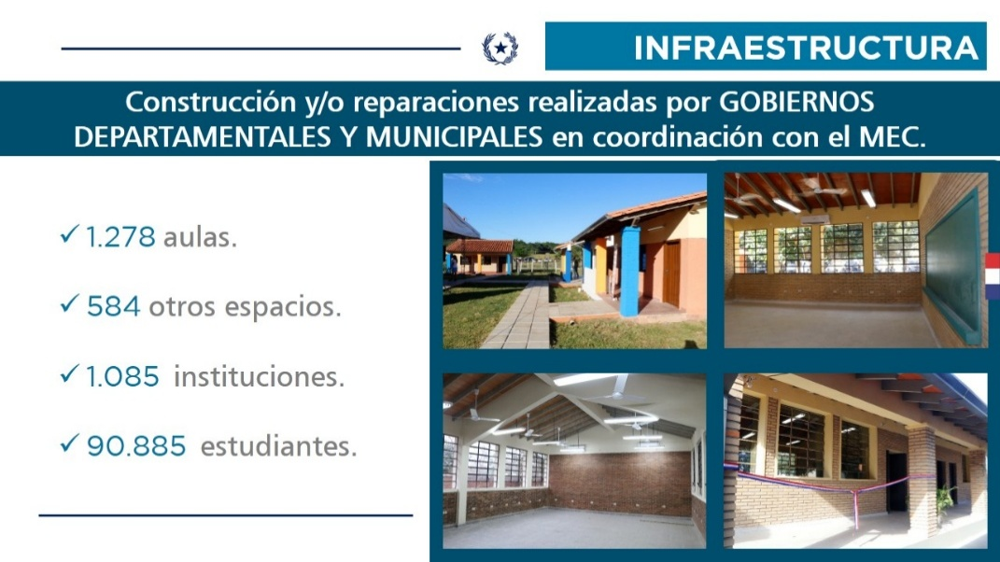 INFRAESTRUCTURA
Construcción y/o reparaciones realizadas por GOBIERNOS
DEPARTAMENTALES Y MUNICIPALES en coordinación con el MEC.
✓ 1.278 aulas.
✓ 584 otros espacios.
✓ 1.085 instituciones.
✓ 90.885 estudiantes.